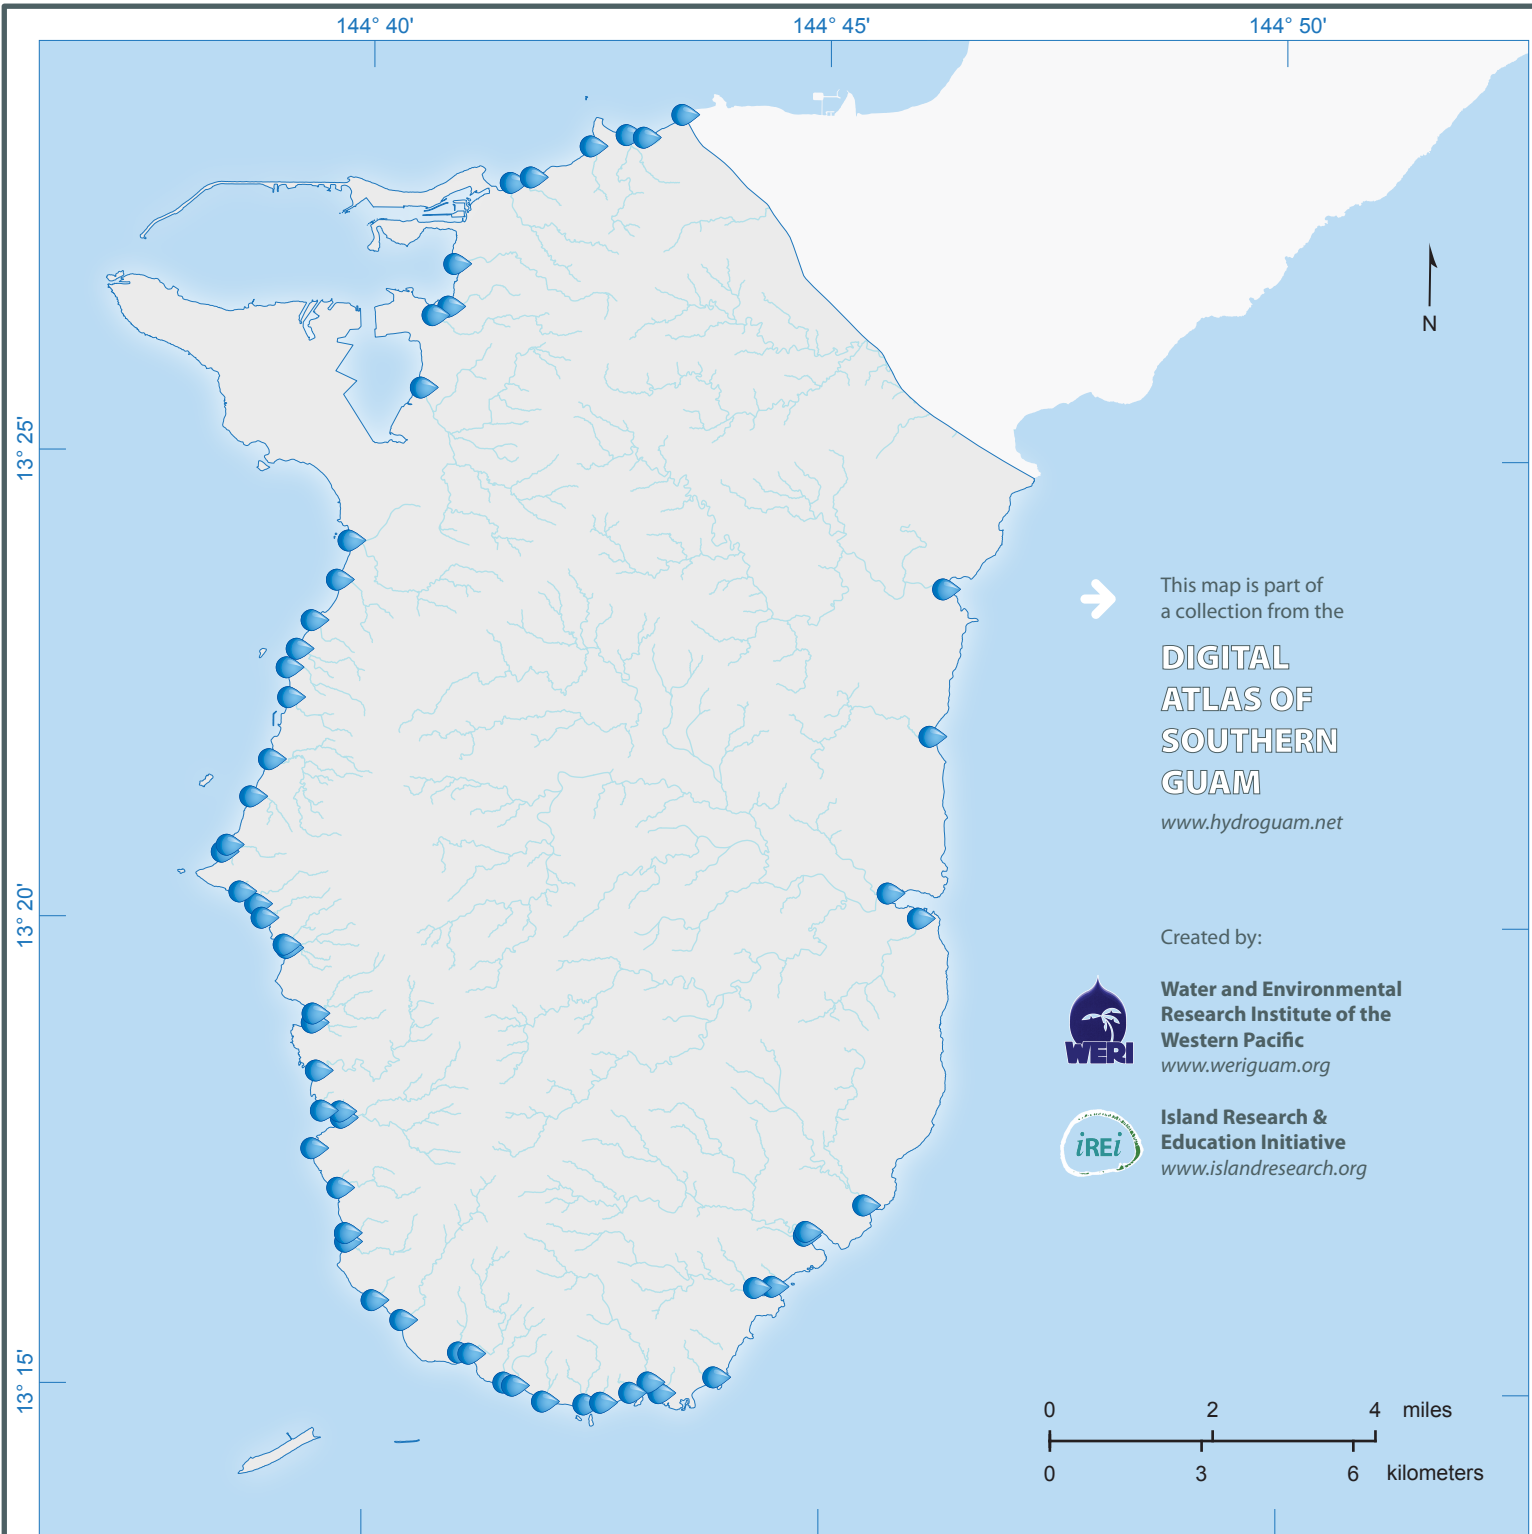 144° 40'
144° 45'
144° 50'
N
13° 25'
This map is part of
a collection from the
DIGITAL
ATLAS OF
SOUTHERN
GUAM
www.hydroguam.net
13° 20'
Created by:
Water and Environmental
Research Institute of the
Western Pacific
www.weriguam.org
WERI
Island Research &
Education Initiative
www.islandresearch.org
iREi
13° 15'
0 2 4 miles
0 3 6 kilometers